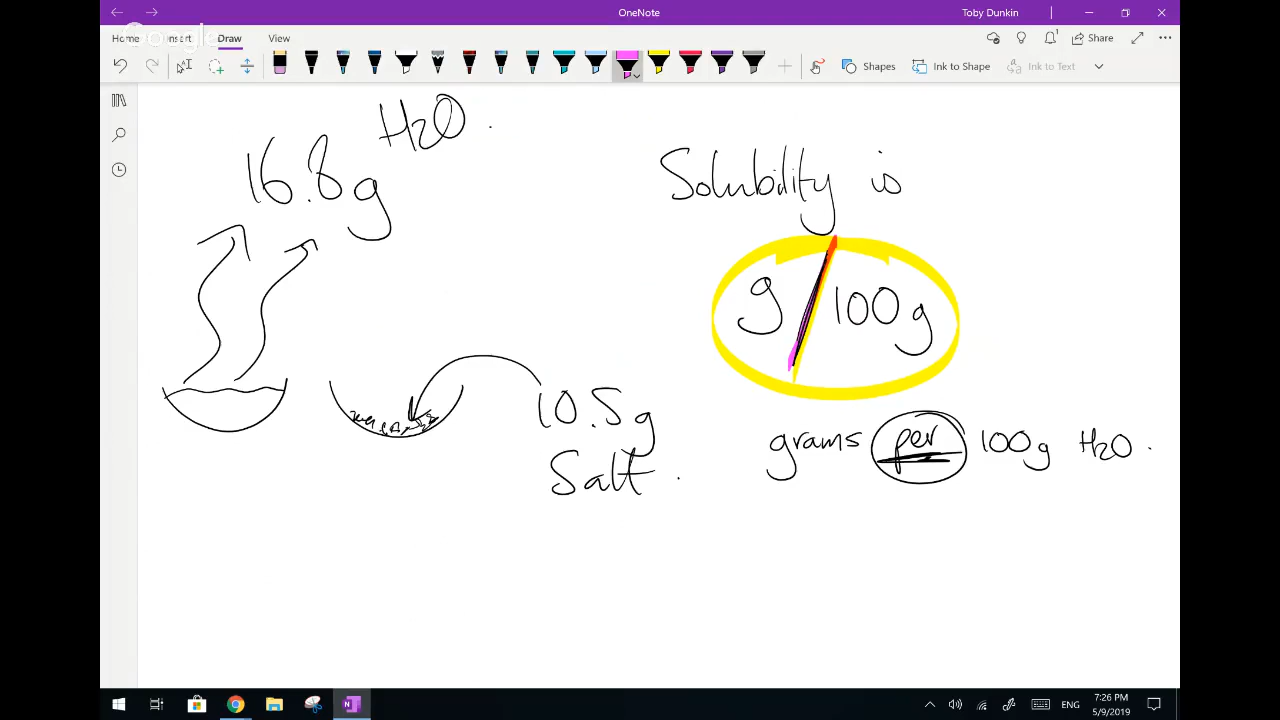 OneNote
Toby Dunkin
Home
Insert
Draw
View
Share
Shapes
Ink to Shape
Ink to Text
H2O.
16.8g
10.5g
Salt.
Solubility is
g/100g
grams per 100g H2O.
ENG
7:26 PM
5/9/2019